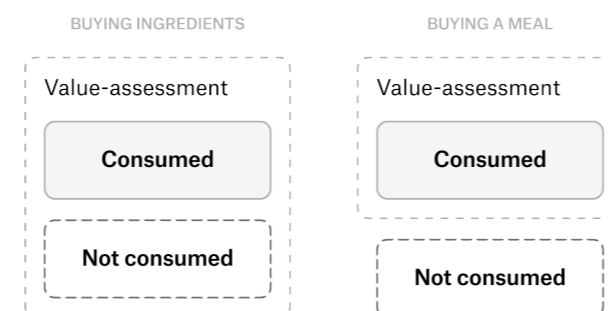 BUYING INGREDIENTS
Value-assessment
Consumed
Not consumed
BUYING A MEAL
Value-assessment
Consumed
Not consumed